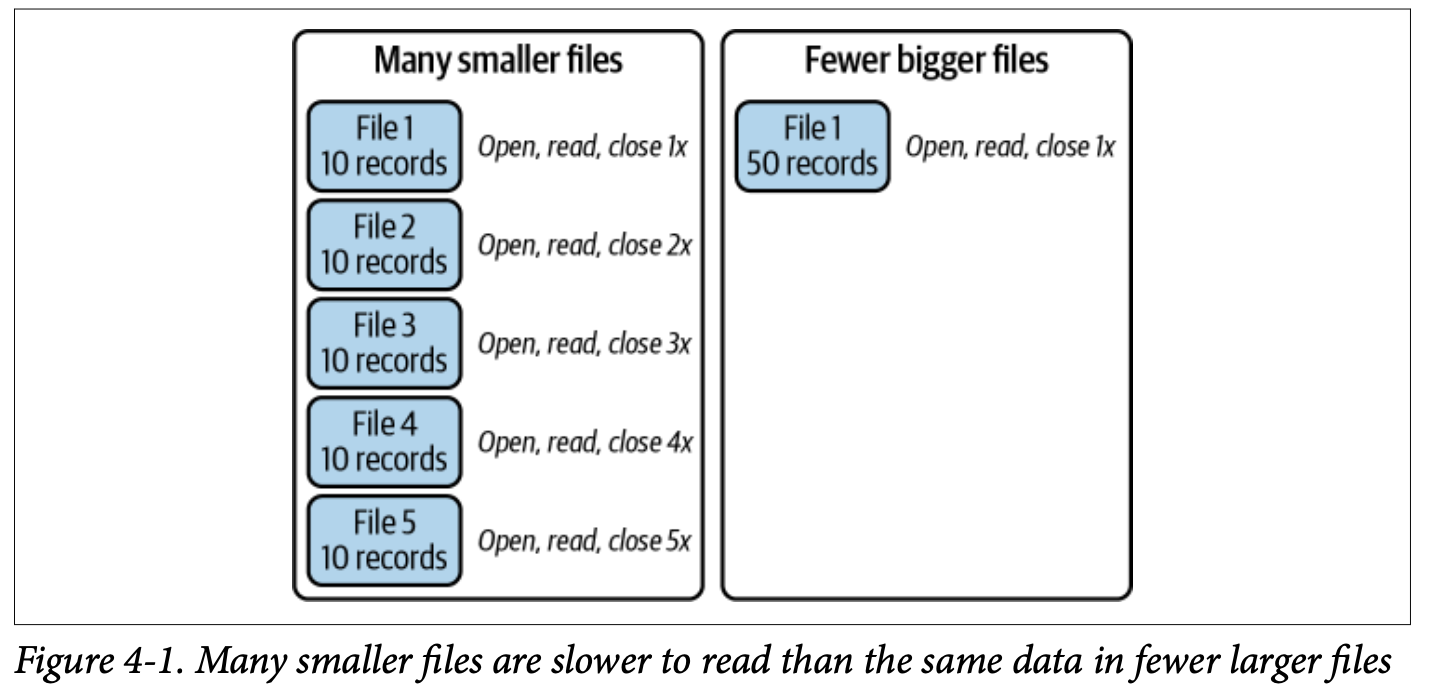 Many smaller files
File 1
10 records
Open, read, close 1x
File 2
10 records
Open, read, close 2x
File 3
10 records
Open, read, close 3x
File 4
10 records
Open, read, close 4x
File 5
10 records
Open, read, close 5x
Fewer bigger files
File 1
50 records
Open, read, close 1x
Figure 4-1. Many smaller files are slower to read than the same data in fewer larger files